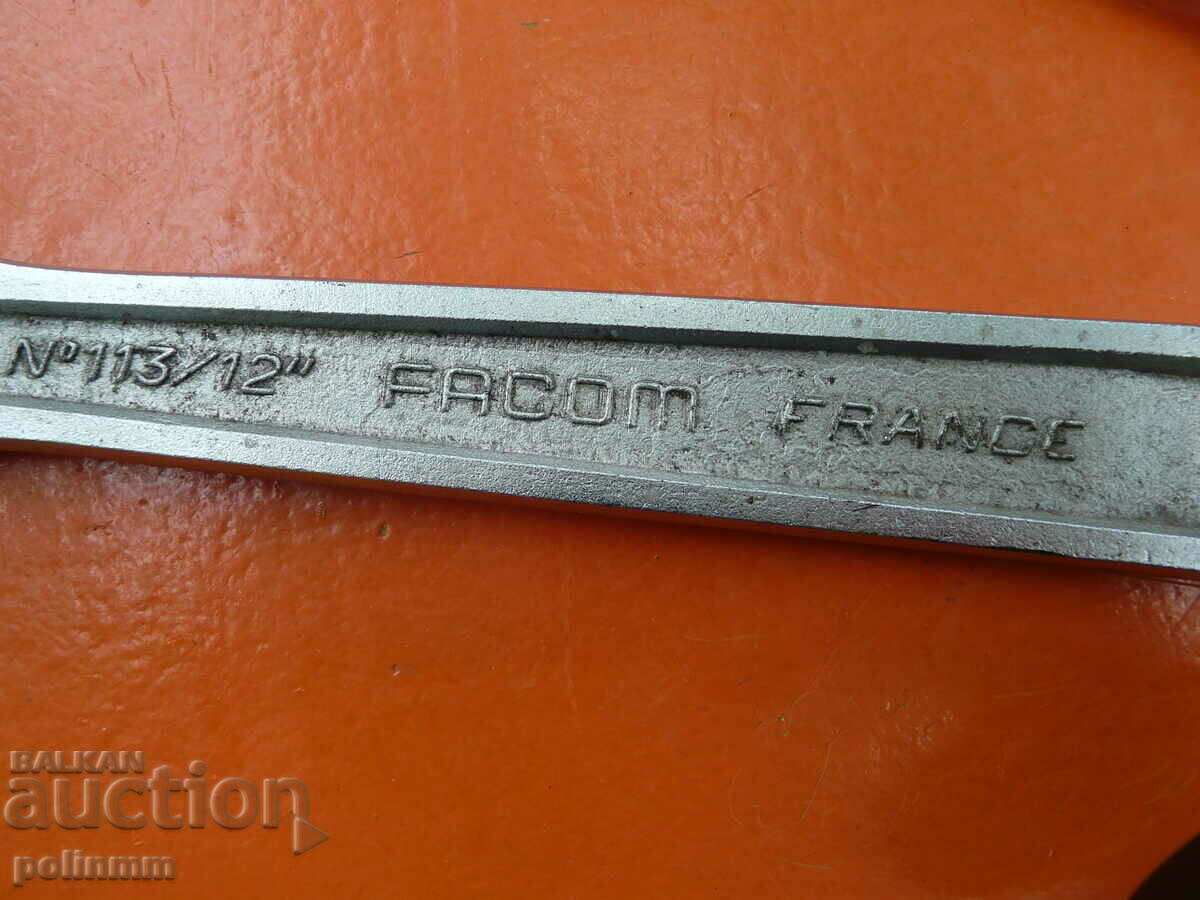 N° 113/12" FACOM FRANCE
BALKAN
auction
polinmm